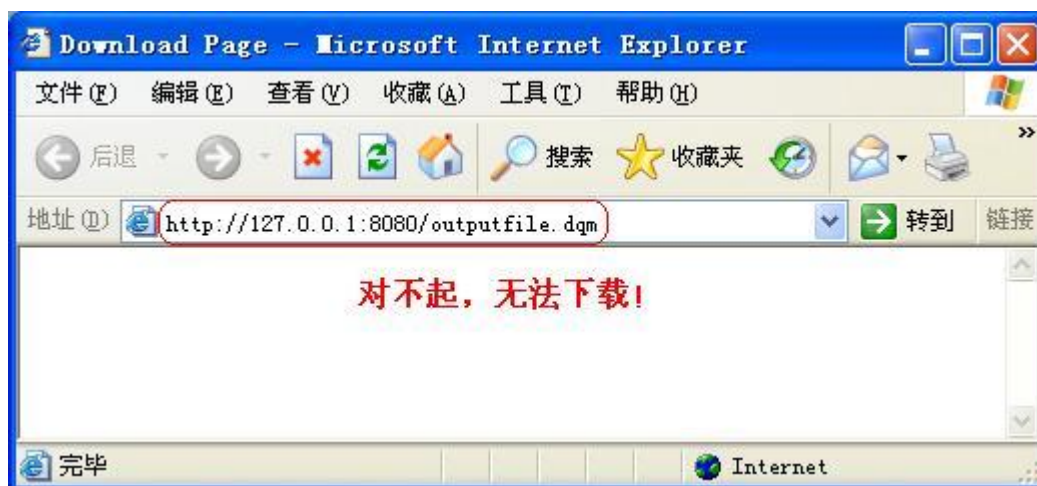 Download Page - Microsoft Internet Explorer
文件(F) 编辑(E) 查看(V) 收藏(A) 工具(T) 帮助(H)
后退 搜索 收藏夹 »
地址(D) http://127.0.0.1:8080/outputfile.dqm 转到 链接
对不起，无法下载!
完毕 Internet